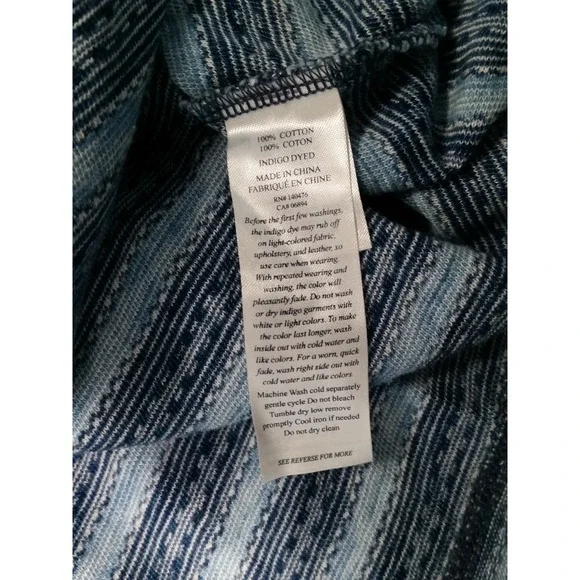 100% COTTON
100% COTON
INDIGO DYED
MADE IN CHINA
FABRIQUÉ EN CHINE
RN# 140476
CA# 06894
Before the first few washings,
the indigo dye may rub off
on light-colored fabric,
upholstery, and leather, so
use care when wearing.
With repeated wearing and
washing, the color will
pleasantly fade. Do not wash
or dry indigo garments with
white or light colors. To make
the color last longer, wash
inside out with cold water and
like colors. For a worn, quick
fade, wash right side out with
cold water and like colors.
Machine Wash cold separately
gentle cycle Do not bleach
Tumble dry low remove
promptly Cool iron if needed
Do not dry clean
SEE REVERSE FOR MORE